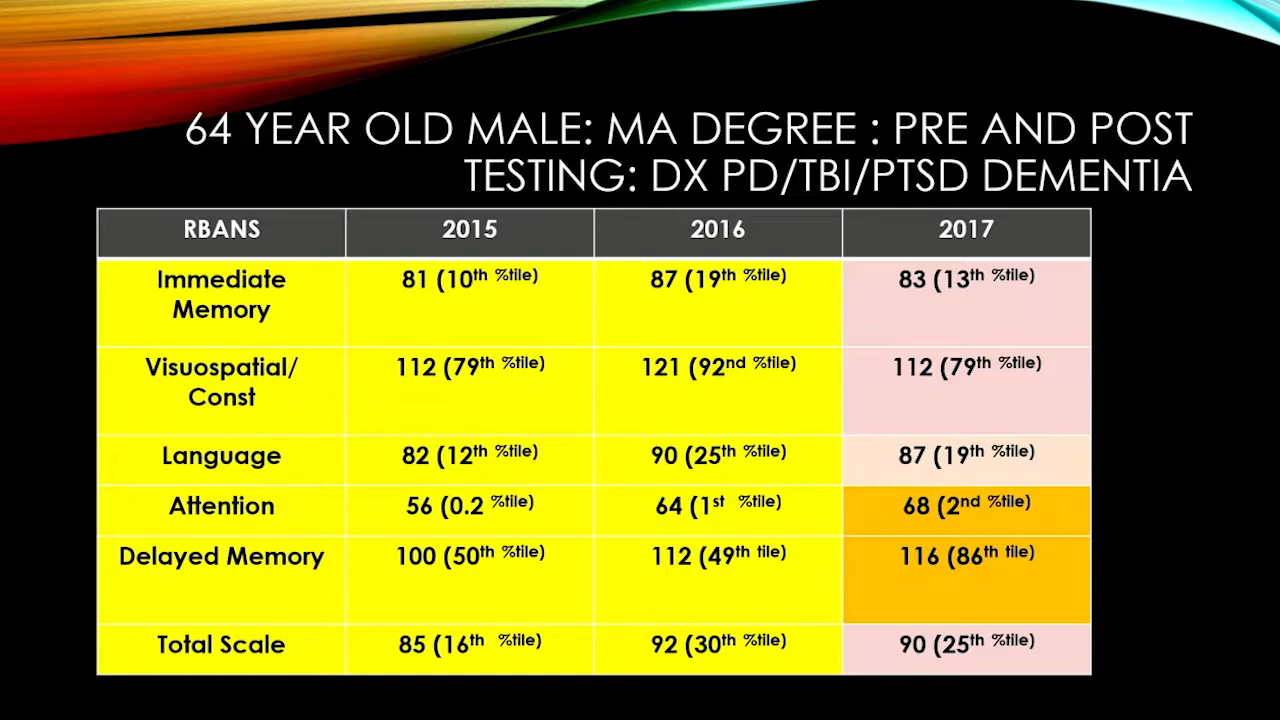 64 YEAR OLD MALE: MA DEGREE : PRE AND POST
TESTING: DX PD/TBI/PTSD DEMENTIA
RBANS 2015 2016 2017
Immediate 81 (10th %tile) 87 (19th %tile) 83 (13th %tile)
Memory
Visuospatial/ 112 (79th %tile) 121 (92nd %tile) 112 (79th %tile)
Const
Language 82 (12th %tile) 90 (25th %tile) 87 (19th %tile)
Attention 56 (0.2 %tile) 64 (1st %tile) 68 (2nd %tile)
Delayed Memory 100 (50th %tile) 112 (49th tile) 116 (86th tile)
Total Scale 85 (16th %tile) 92 (30th %tile) 90 (25th %tile)